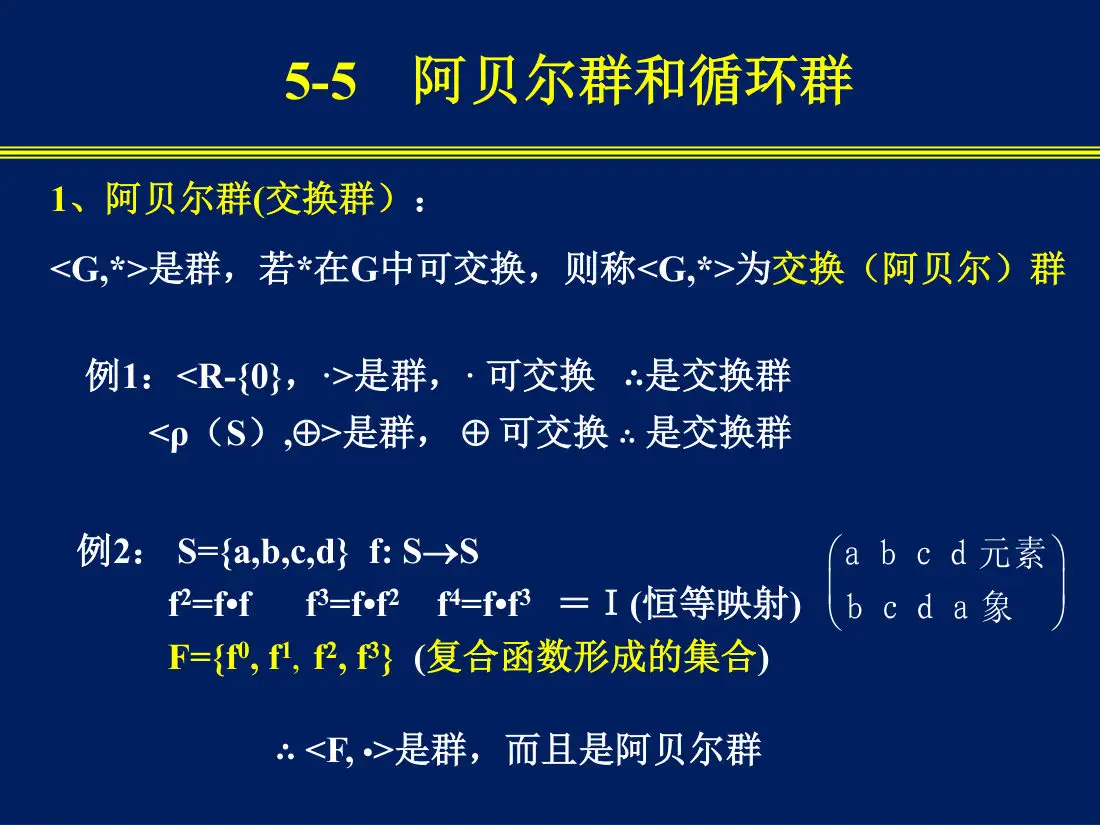 5-5 阿贝尔群和循环群
1、阿贝尔群(交换群）：
<G,*>是群，若*在G中可交换，则称<G,*>为交换（阿贝尔）群
例1：<R-{0}，·>是群，· 可交换 ∴是交换群
<ρ（S）,⊕>是群， ⊕ 可交换 ∴ 是交换群
例2： S={a,b,c,d} f: S→S
a b c d 元素
b c d a 象
f²=f•f f³=f•f² f⁴=f•f³ ＝Ｉ(恒等映射)
F={f⁰, f¹, f², f³} (复合函数形成的集合)
∴ <F, •>是群，而且是阿贝尔群